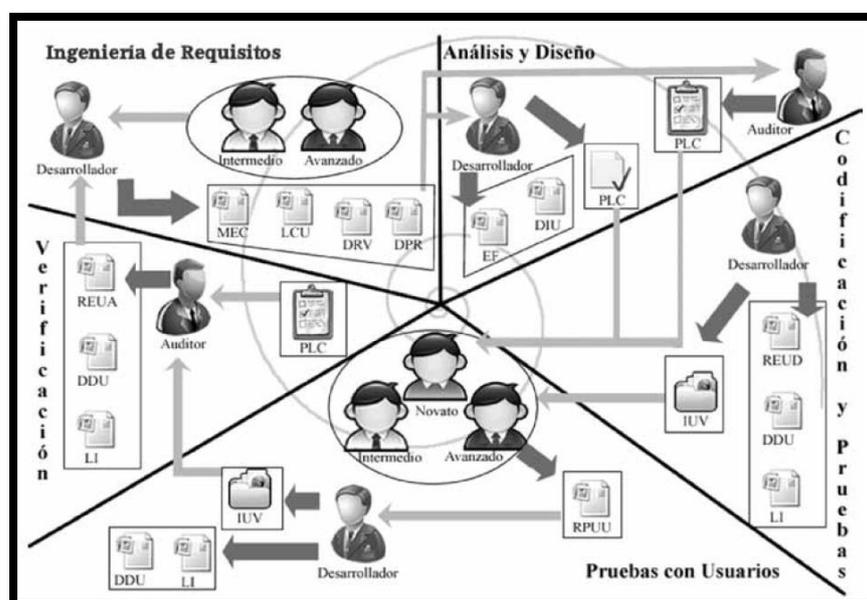 Ingeniería de Requisitos
Desarrollador
Intermedio
Avanzado
MEC
LCU
DRV
DPR
Análisis y Diseño
Desarrollador
EF
DIU
PLC
PLC
Auditor
Codificación y Pruebas
Desarrollador
REUD
DDU
LI
IUV
Pruebas con Usuarios
Novato
Intermedio
Avanzado
RPUU
Desarrollador
IUV
DDU
LI
Verificación
REUA
DDU
LI
Auditor
PLC